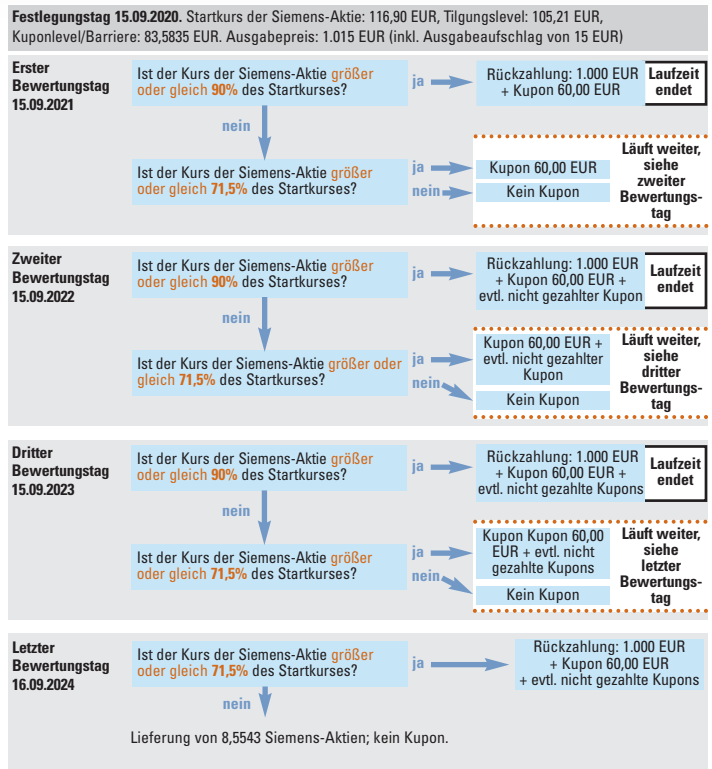 Festlegungstag 15.09.2020. Startkurs der Siemens-Aktie: 116,90 EUR, Tilgungslevel: 105,21 EUR,
Kuponlevel/Barriere: 83,5835 EUR. Ausgabepreis: 1.015 EUR (inkl. Ausgabeaufschlag von 15 EUR)
Erster
Bewertungstag
15.09.2021
Ist der Kurs der Siemens-Aktie größer
oder gleich 90% des Startkurses?
ja
Rückzahlung: 1.000 EUR
+ Kupon 60,00 EUR
Laufzeit
endet
nein
Ist der Kurs der Siemens-Aktie größer
oder gleich 71,5% des Startkurses?
ja
Kupon 60,00 EUR
nein
Kein Kupon
Läuft weiter,
siehe
zweiter
Bewertungs-
tag
Zweiter
Bewertungstag
15.09.2022
Ist der Kurs der Siemens-Aktie größer
oder gleich 90% des Startkurses?
ja
Rückzahlung: 1.000 EUR
+ Kupon 60,00 EUR +
evtl. nicht gezahlter Kupon
Laufzeit
endet
nein
Ist der Kurs der Siemens-Aktie größer oder
gleich 71,5% des Startkurses?
ja
Kupon 60,00 EUR +
evtl. nicht gezahlter
Kupon
nein
Kein Kupon
Läuft weiter,
siehe
dritter
Bewertungs-
tag
Dritter
Bewertungstag
15.09.2023
Ist der Kurs der Siemens-Aktie größer
oder gleich 90% des Startkurses?
ja
Rückzahlung: 1.000 EUR
+ Kupon 60,00 EUR +
evtl. nicht gezahlte Kupons
Laufzeit
endet
nein
Ist der Kurs der Siemens-Aktie größer
oder gleich 71,5% des Startkurses?
ja
Kupon Kupon 60,00
EUR + evtl. nicht
gezahlte Kupons
nein
Kein Kupon
Läuft weiter,
siehe
letzter
Bewertungs-
tag
Letzter
Bewertungstag
16.09.2024
Ist der Kurs der Siemens-Aktie größer
oder gleich 71,5% des Startkurses?
ja
Rückzahlung: 1.000 EUR
+ Kupon 60,00 EUR
+ evtl. nicht gezahlte Kupons
nein
Lieferung von 8,5543 Siemens-Aktien; kein Kupon.